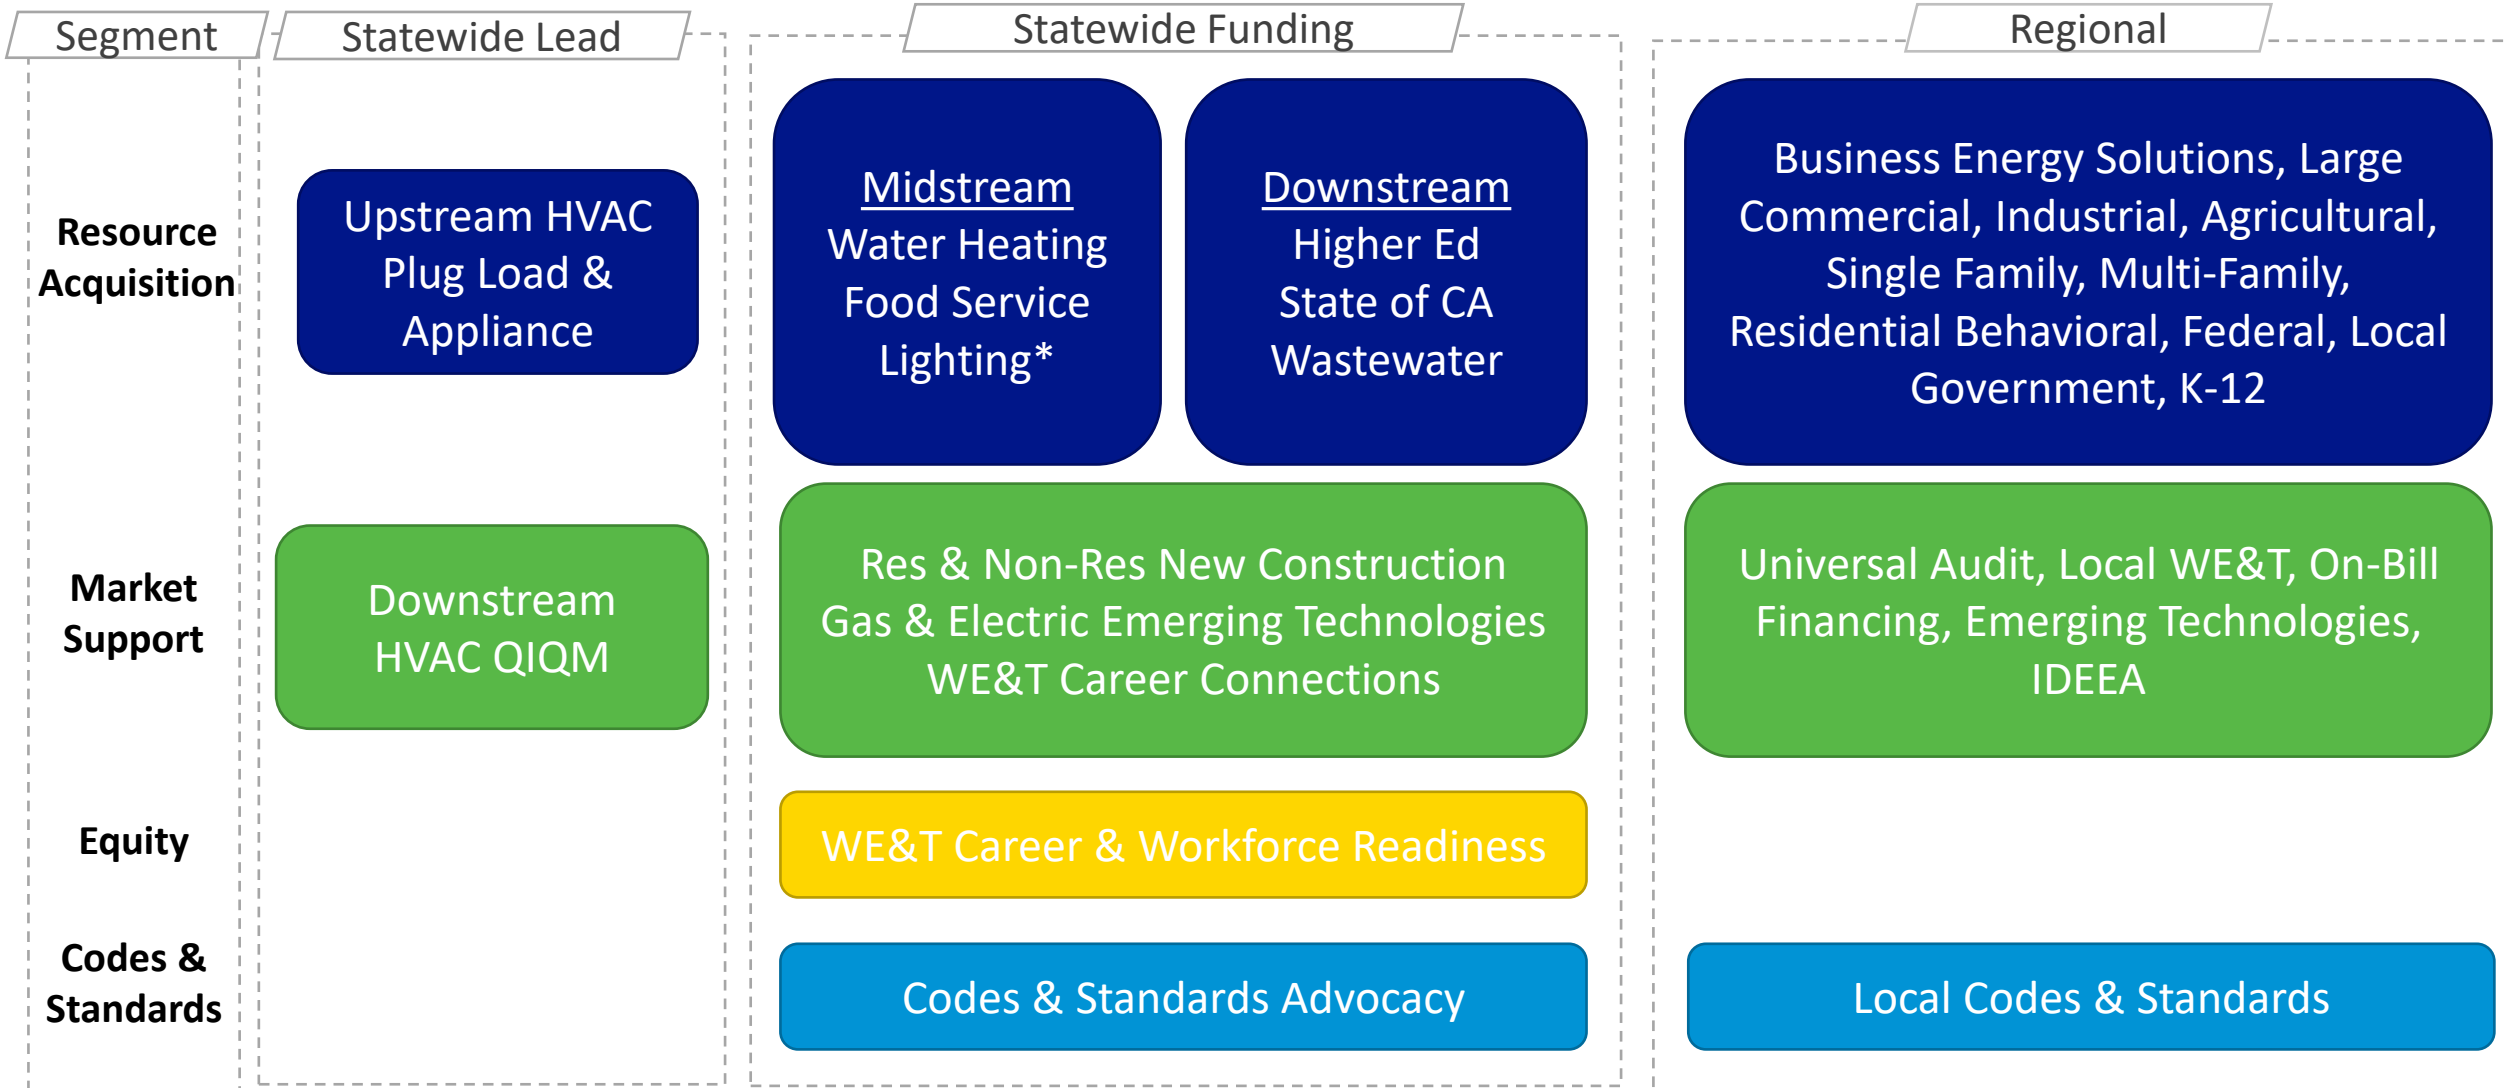 Segment
Statewide Lead
Statewide Funding
Regional
Resource
Acquisition
Upstream HVAC
Plug Load &
Appliance
Midstream
Water Heating
Food Service
Lighting*
Downstream
Higher Ed
State of CA
Wastewater
Business Energy Solutions, Large
Commercial, Industrial, Agricultural,
Single Family, Multi-Family,
Residential Behavioral, Federal, Local
Government, K-12
Market
Support
Downstream
HVAC QIQM
Res & Non-Res New Construction
Gas & Electric Emerging Technologies
WE&T Career Connections
Universal Audit, Local WE&T, On-Bill
Financing, Emerging Technologies,
IDEEA
Equity
WE&T Career & Workforce Readiness
Codes &
Standards
Codes & Standards Advocacy
Local Codes & Standards